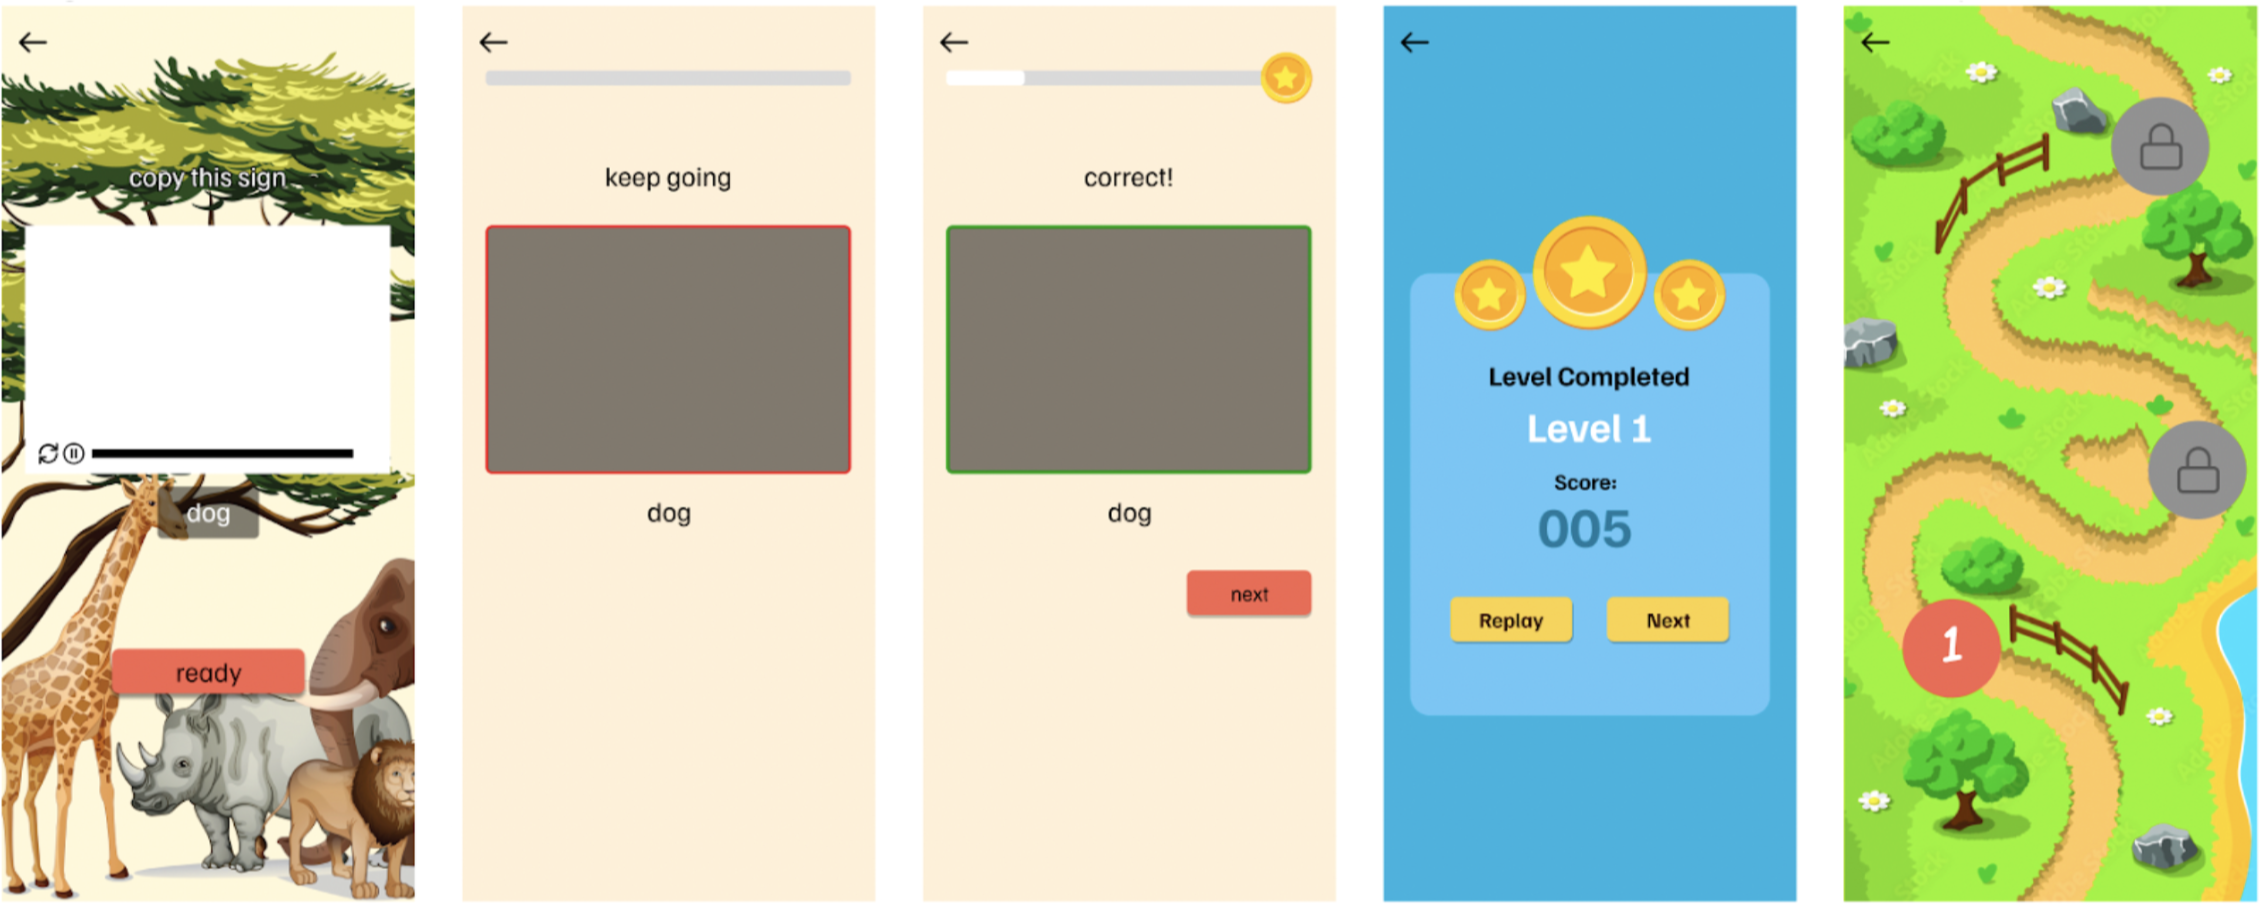 copy this sign
dog
ready
keep going
dog
correct!
dog
next
Level Completed
Level 1
Score:
005
Replay
Next
1